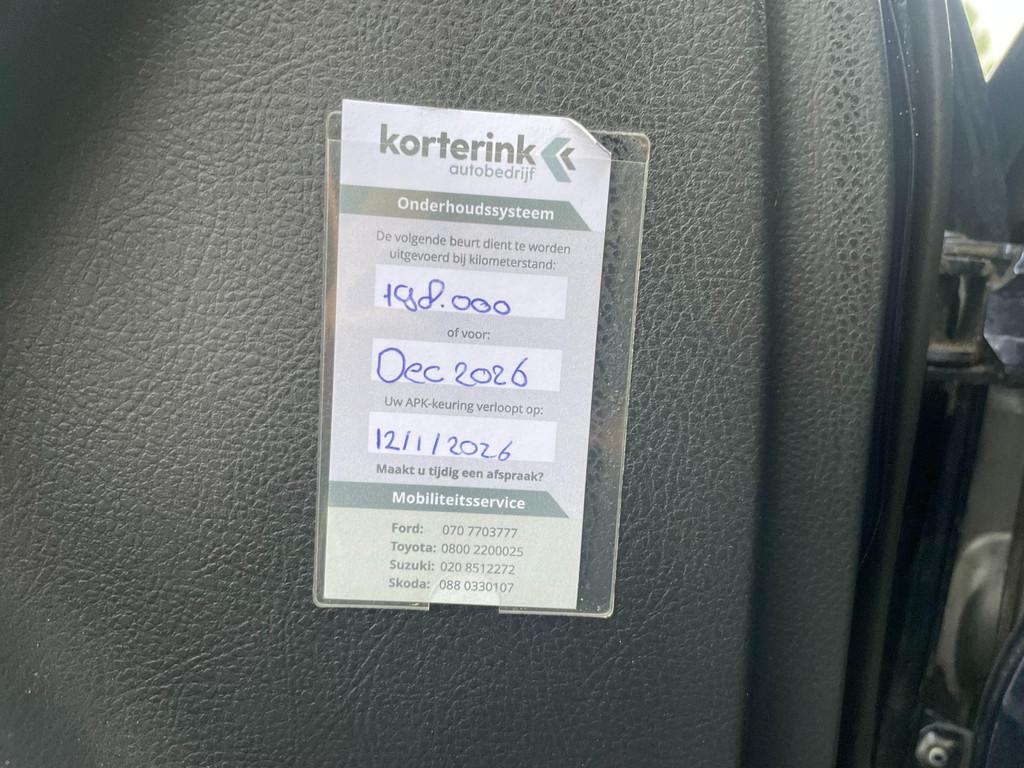 korterink
autobedrijf
Onderhoudssysteem
De volgende beurt dient te worden
uitgevoerd bij kilometerstand:
198.000
of voor:
Dec 2026
Uw APK-keuring verloopt op:
12/1/2026
Maakt u tijdig een afspraak?
Mobiliteitsservice
Ford: 070 7703777
Toyota: 0800 2200025
Suzuki: 020 8512272
Skoda: 088 0330107